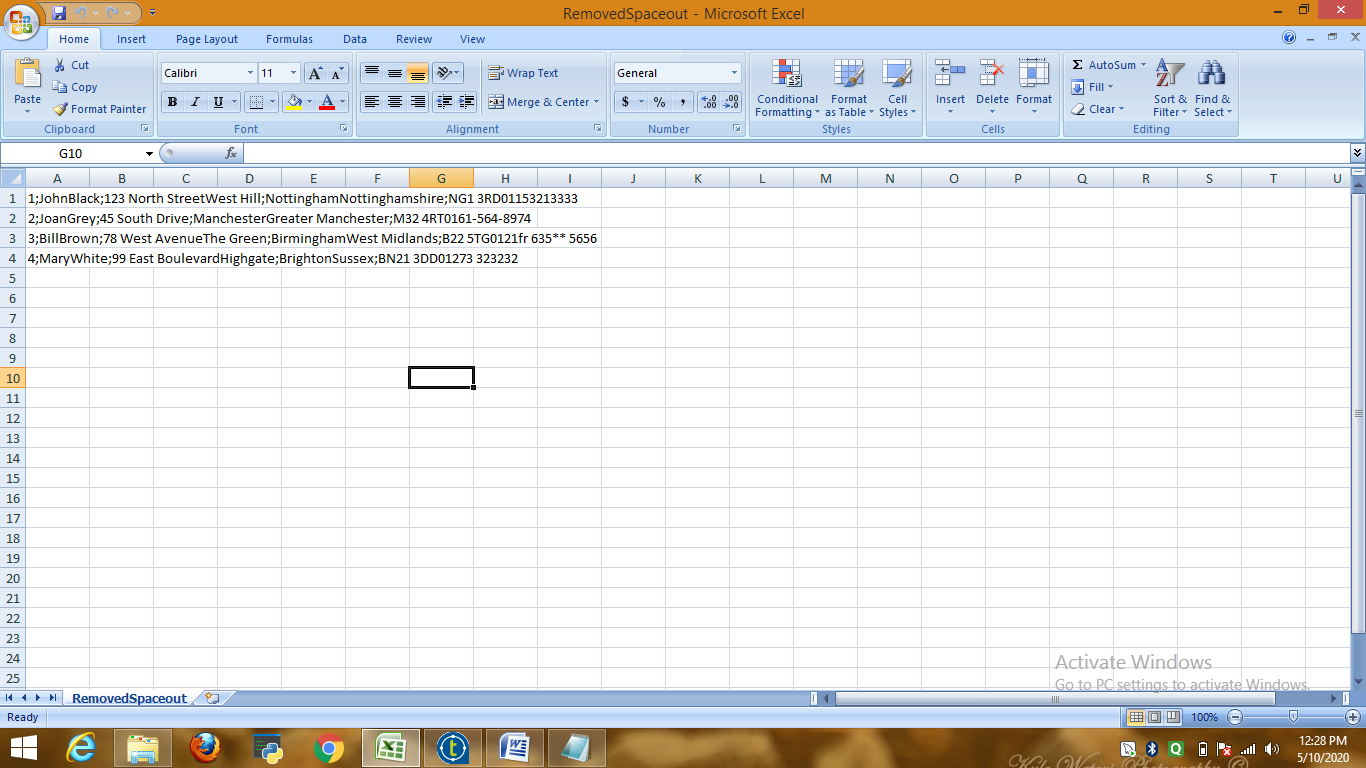 RemovedSpaceout - Microsoft Excel
Home Insert Page Layout Formulas Data Review View
Paste
Cut
Copy
Format Painter
Clipboard
Calibri 11
B I U
Font
Wrap Text
Merge & Center
Alignment
General
$ % ,
Number
Conditional Formatting
Format as Table
Cell Styles
Styles
Insert Delete Format
Cells
AutoSum
Fill
Clear
Sort & Filter
Find & Select
Editing
G10 fx
A B C D E F G H I J K L M N O P Q R S T U
1 1;JohnBlack;123 North StreetWest Hill;NottinghamNottinghamshire;NG1 3RD01153213333
2 2;JoanGrey;45 South Drive;ManchesterGreater Manchester;M32 4RT0161-564-8974
3 3;BillBrown;78 West AvenueThe Green;BirminghamWest Midlands;B22 5TG0121fr 635** 5656
4 4;MaryWhite;99 East BoulevardHighgate;BrightonSussex;BN21 3DD01273 323232
5
6
7
8
9
10
11
12
13
14
15
16
17
18
19
20
21
22
23
24
25
Activate Windows
Go to PC settings to activate Windows.
RemovedSpaceout
Ready 100%
12:28 PM
5/10/2020